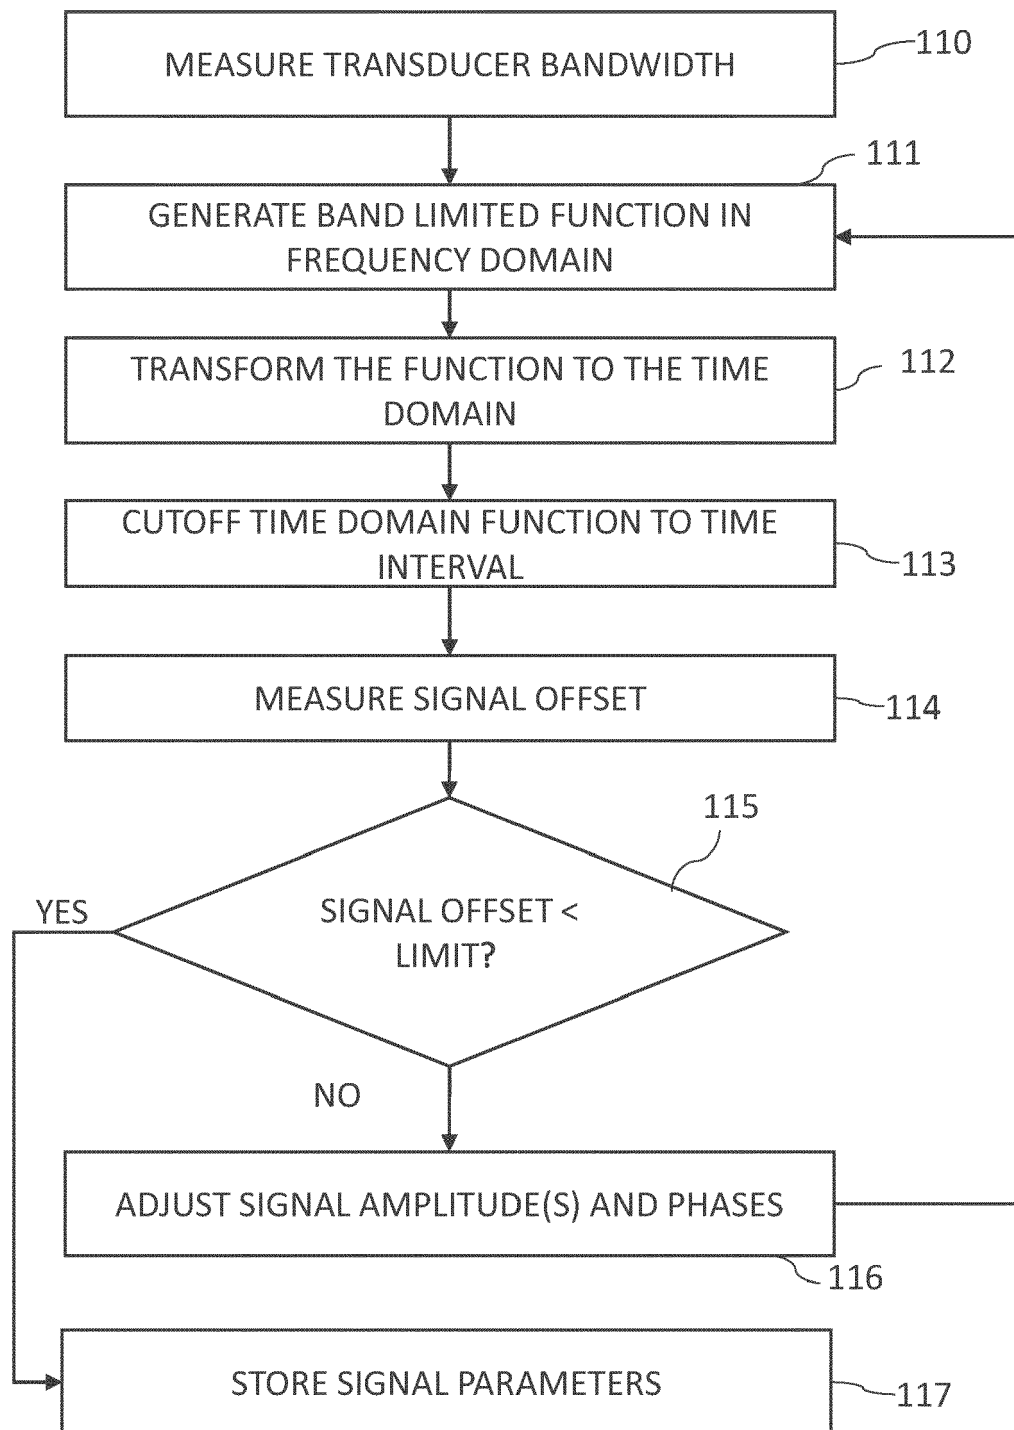 MEASURE TRANSDUCER BANDWIDTH
110
111
GENERATE BAND LIMITED FUNCTION IN
FREQUENCY DOMAIN
TRANSFORM THE FUNCTION TO THE TIME
DOMAIN
112
CUTOFF TIME DOMAIN FUNCTION TO TIME
INTERVAL
113
MEASURE SIGNAL OFFSET
114
115
YES
SIGNAL OFFSET <
LIMIT?
NO
ADJUST SIGNAL AMPLITUDE(S) AND PHASES
116
STORE SIGNAL PARAMETERS
117